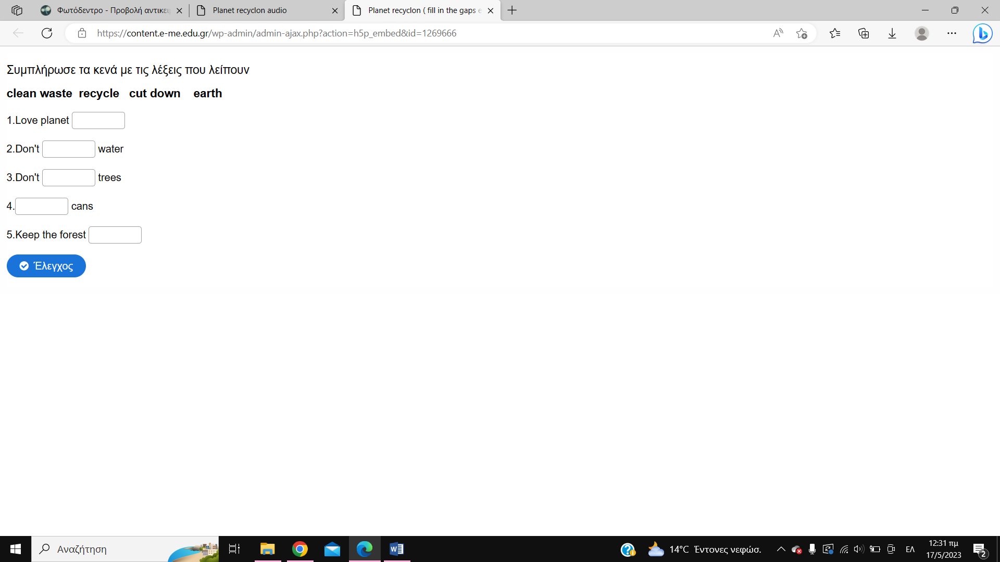 Φωτόδεντρο - Προβολή αντικει
Planet recyclon audio
Planet recyclon ( fill in the gaps e
https://content.e-me.edu.gr/wp-admin/admin-ajax.php?action=h5p_embed&id=1269666
Συμπλήρωσε τα κενά με τις λέξεις που λείπουν
clean waste recycle cut down earth
1.Love planet
2.Don't water
3.Don't trees
4. cans
5.Keep the forest
Έλεγχος
Αναζήτηση
14°C Έντονες νεφώσ.
ΕΛ
12:31 πμ
17/5/2023
2